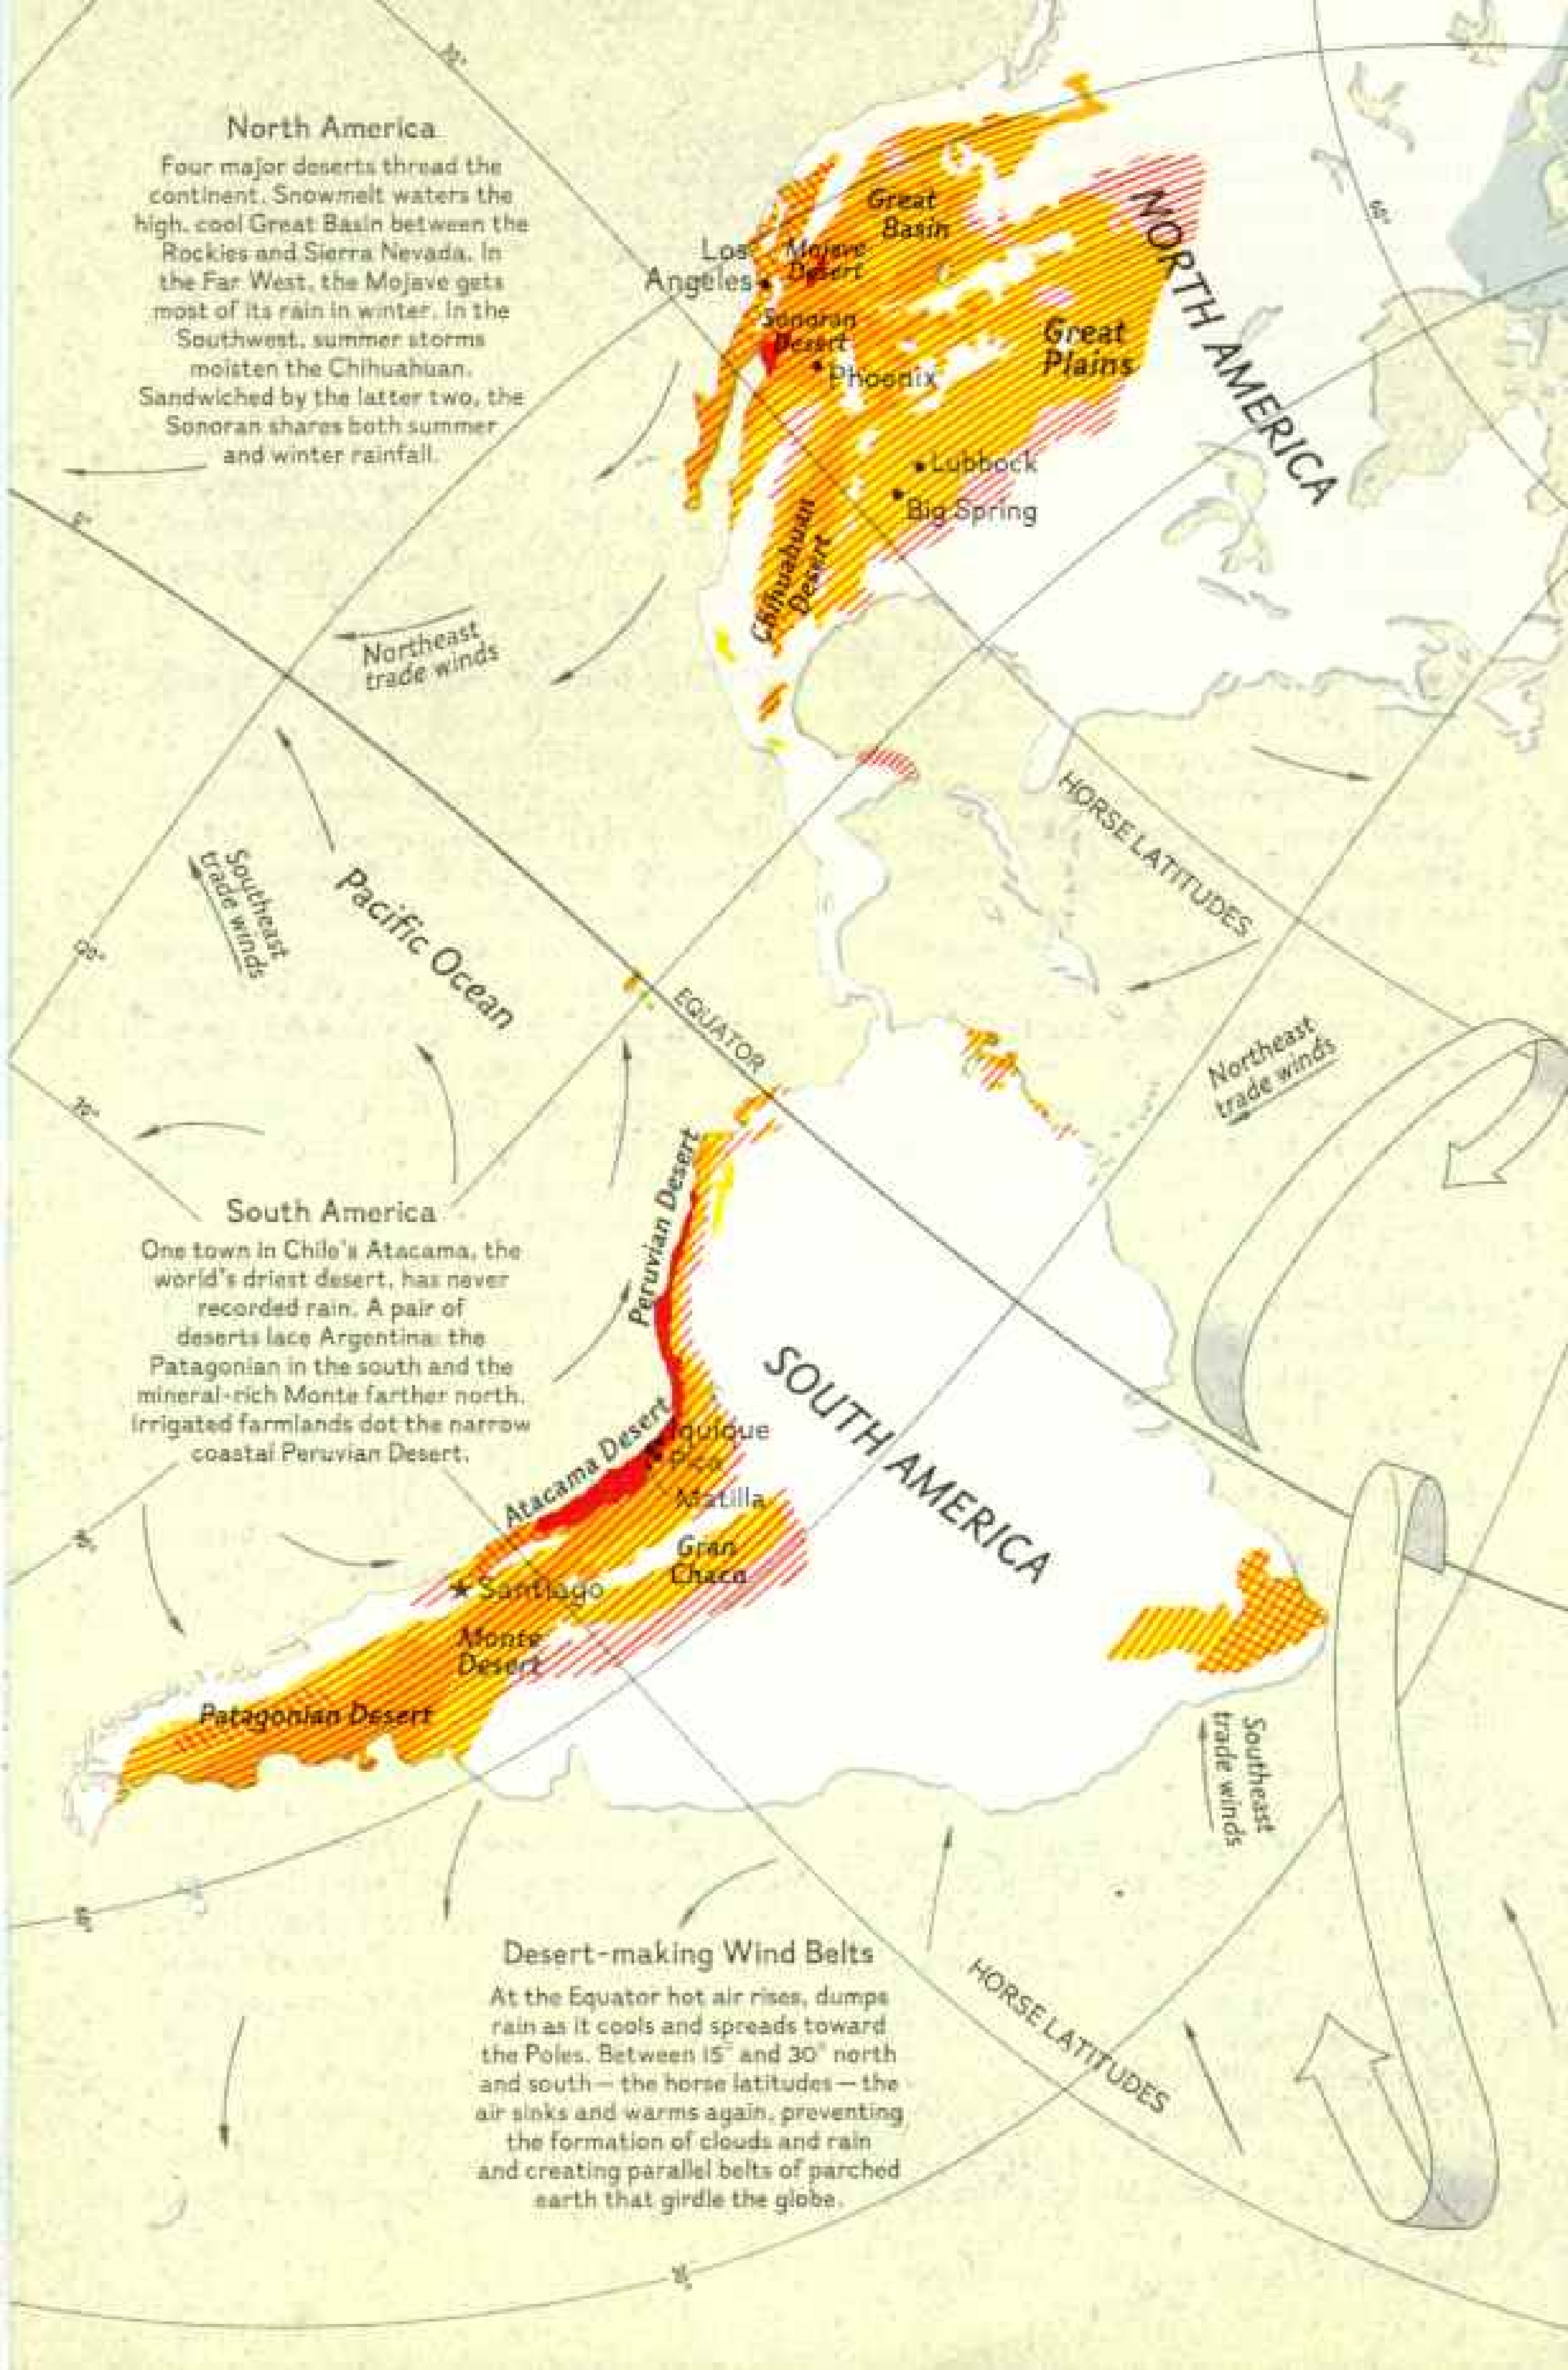 North America
Four major deserts thread the
continent. Snowmelt waters the
high, cool Great Basin between the
Rockies and Sierra Nevada. In
the Far West, the Mojave gets
most of its rain in winter. In the
Southwest, summer storms
moisten the Chihuahuan.
Sandwiched by the latter two, the
Sonoran shares both summer
and winter rainfall.
Great
Basin
Los
Angeles
Mojave
Desert
Sonoran
Desert
Phoenix
Great
Plains
NORTH AMERICA
60°
Lubbock
Big Spring
Chihuahuan
Desert
0°
Northeast
trade winds
HORSE LATITUDES
Southeast
trade winds
Pacific Ocean
120°
EQUATOR
Northeast
trade winds
30°
Peruvian Desert
South America
One town in Chile's Atacama, the
world's driest desert, has never
recorded rain. A pair of
deserts lace Argentina: the
Patagonian in the south and the
mineral-rich Monte farther north.
Irrigated farmlands dot the narrow
coastal Peruvian Desert.
SOUTH AMERICA
Atacama Desert
Iquique
Pica
Matilla
Gran
Chaco
Santiago
Monte
Desert
Patagonian Desert
Southeast
trade winds
Desert-making Wind Belts
At the Equator hot air rises, dumps
rain as it cools and spreads toward
the Poles. Between 15° and 30° north
and south—the horse latitudes—the
air sinks and warms again, preventing
the formation of clouds and rain
and creating parallel belts of parched
earth that girdle the globe.
HORSE LATITUDES